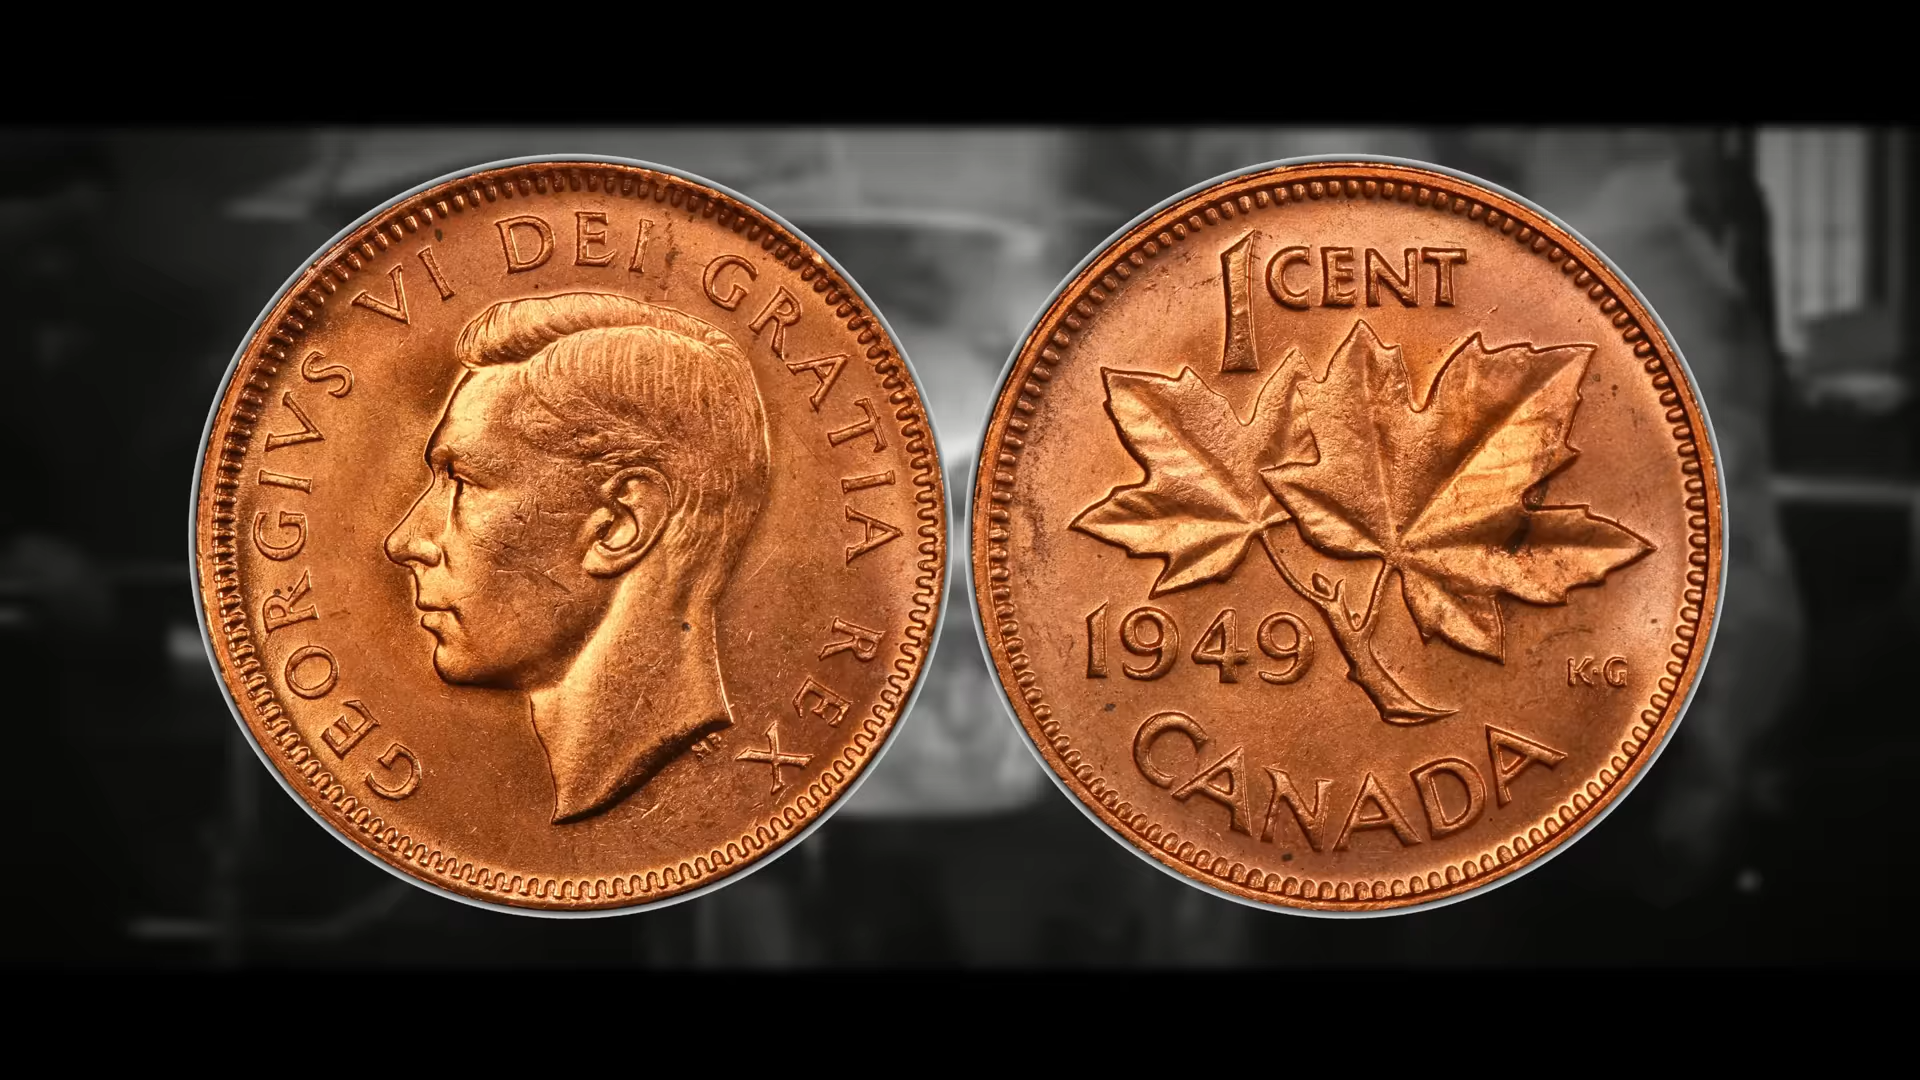 GEORGIVS VI DEI GRATIA REX
HP
1 CENT
1949
K·G
CANADA